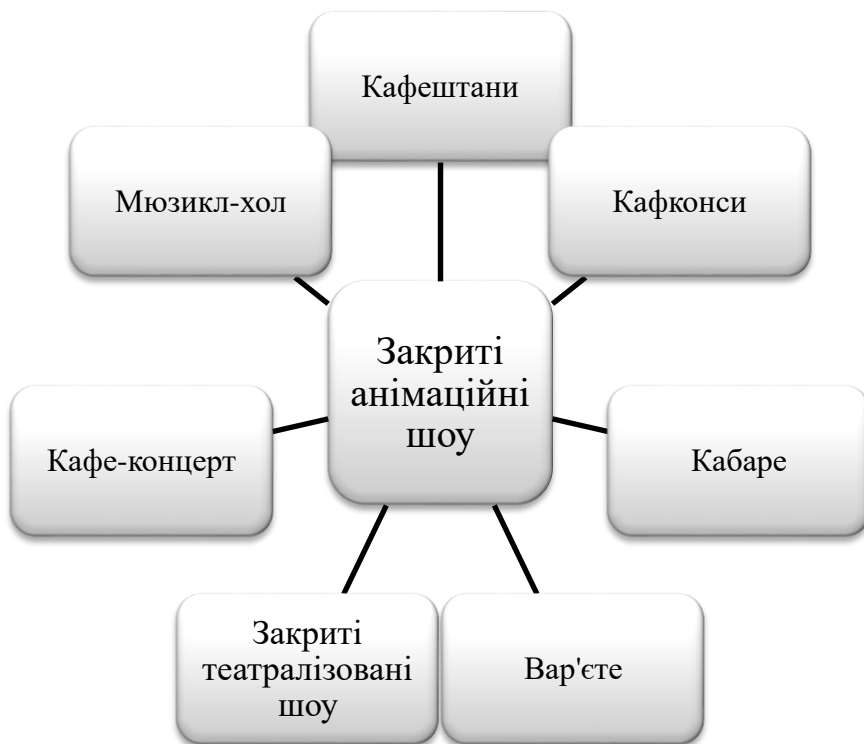 Кафештани
Мюзикл-хол
Кафконси
Закриті
анімаційні
шоу
Кафе-концерт
Кабаре
Закриті
театралізовані
шоу
Вар'єте